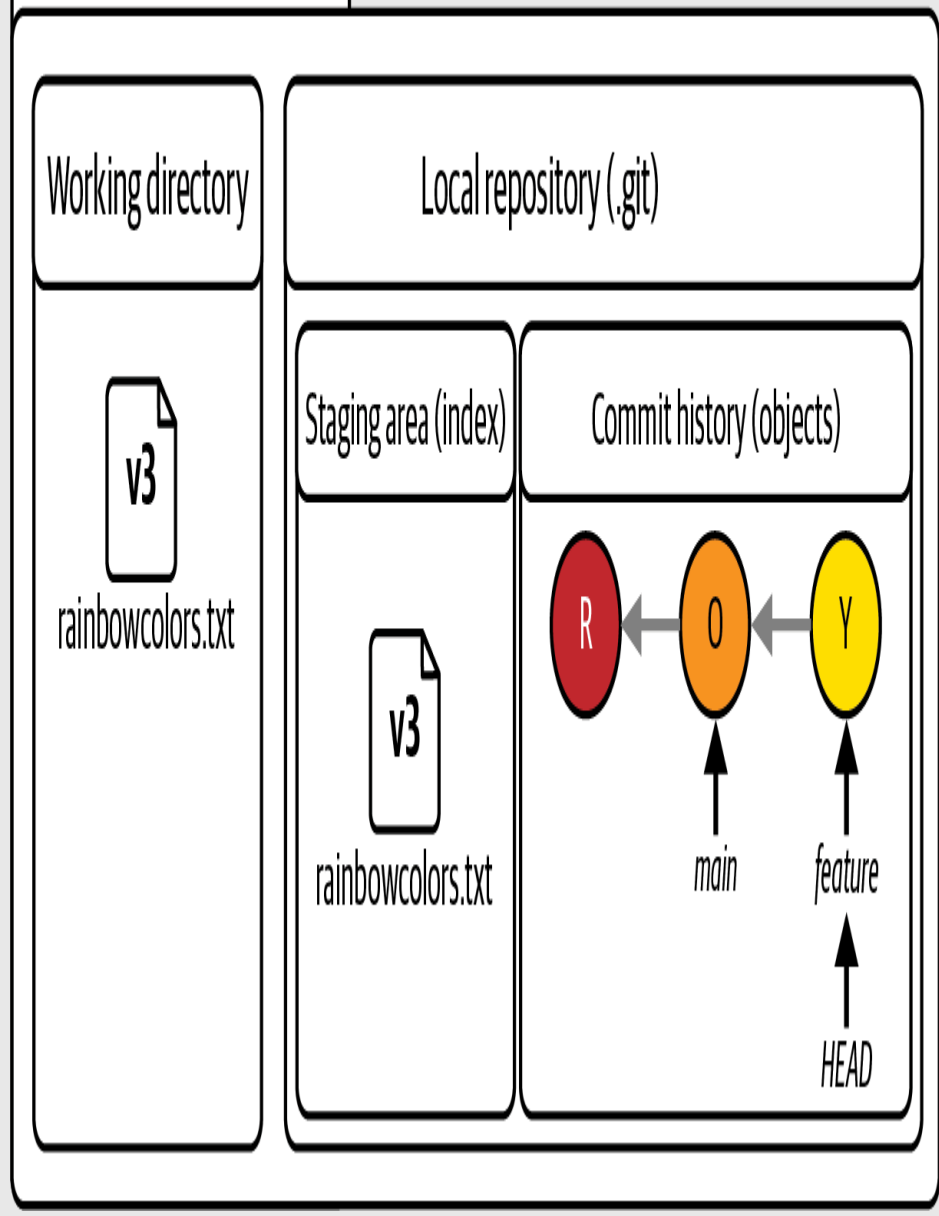 Working directory
Local repository (.git)
Staging area (index)
Commit history (objects)
v3
rainbowcolors.txt
v3
rainbowcolors.txt
R
O
Y
main
feature
HEAD